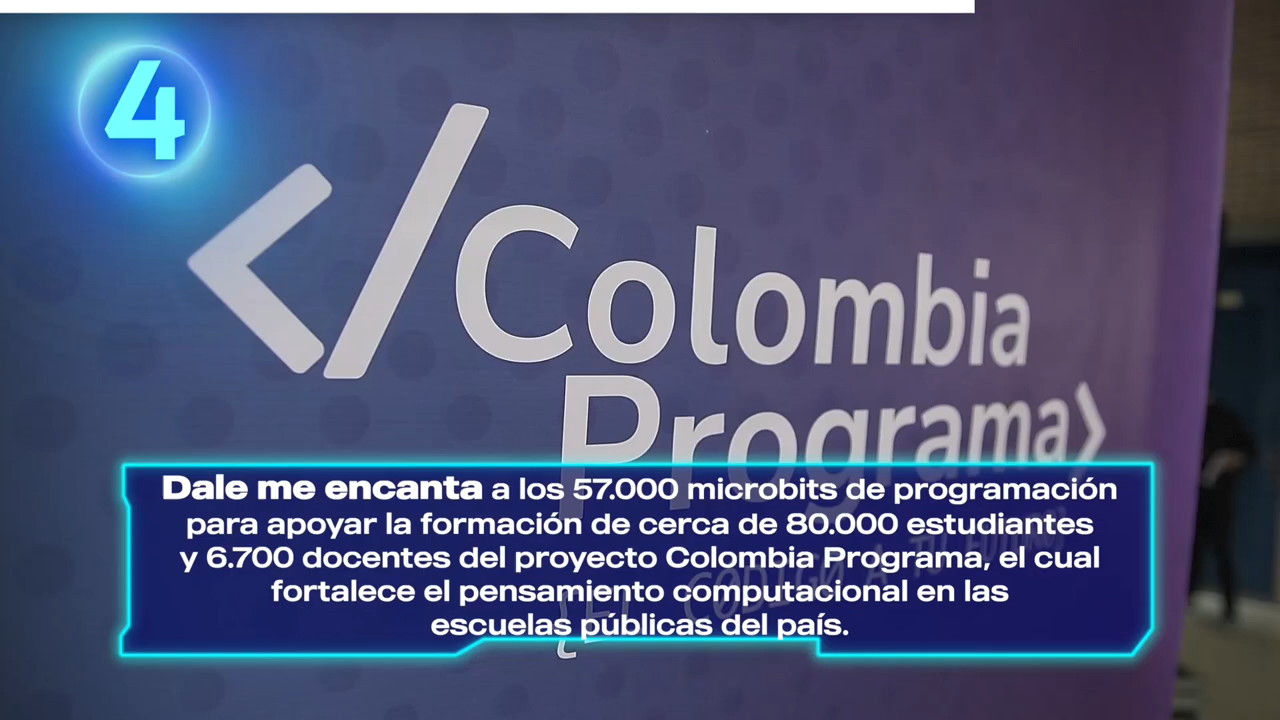 4
</Colombia
Programa>
Dale me encanta a los 57.000 microbits de programación
para apoyar la formación de cerca de 80.000 estudiantes
y 6.700 docentes del proyecto Colombia Programa, el cual
fortalece el pensamiento computacional en las
escuelas públicas del país.